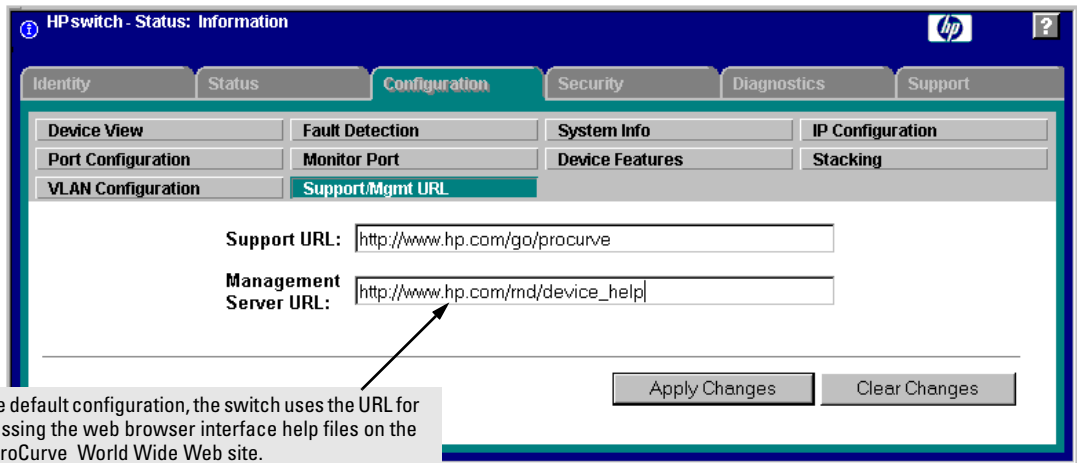 HPswitch - Status: Information
hp
?
Identity Status Configuration Security Diagnostics Support
Device View Fault Detection System Info IP Configuration
Port Configuration Monitor Port Device Features Stacking
VLAN Configuration Support/Mgmt URL
Support URL: http://www.hp.com/go/procurve
Management
Server URL: http://www.hp.com/rnd/device_help
Apply Changes Clear Changes
e default configuration, the switch uses the URL for
ssing the web browser interface help files on the
roCurve World Wide Web site.